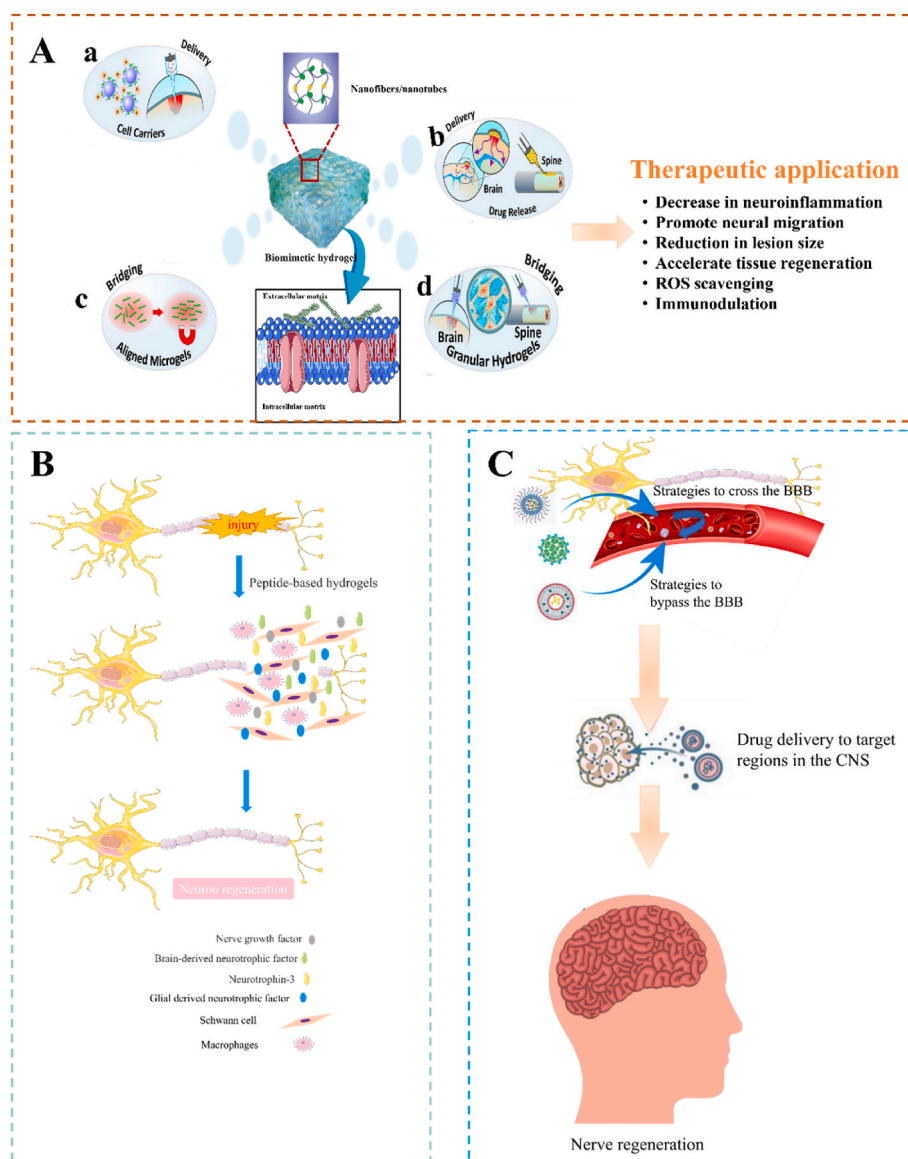 A
a
Delivery
Cell Carriers
Nanofibers/nanotubes
Biomimetic hydrogel
b
Delivery
Brain
Spine
Drug Release
c
Bridging
Aligned Microgels
Extracellular matrix
Intracellular matrix
d
Bridging
Brain
Spine
Granular Hydrogels
Therapeutic application
• Decrease in neuroinflammation
• Promote neural migration
• Reduction in lesion size
• Accelerate tissue regeneration
• ROS scavenging
• Immunodulation
B
injury
Peptide-based hydrogels
Neuron regeneration
Nerve growth factor
Brain-derived neurotrophic factor
Neurotrophin-3
Glial derived neurotrophic factor
Schwann cell
Macrophages
C
Strategies to cross the BBB
Strategies to
bypass the BBB
Drug delivery to target
regions in the CNS
Nerve regeneration